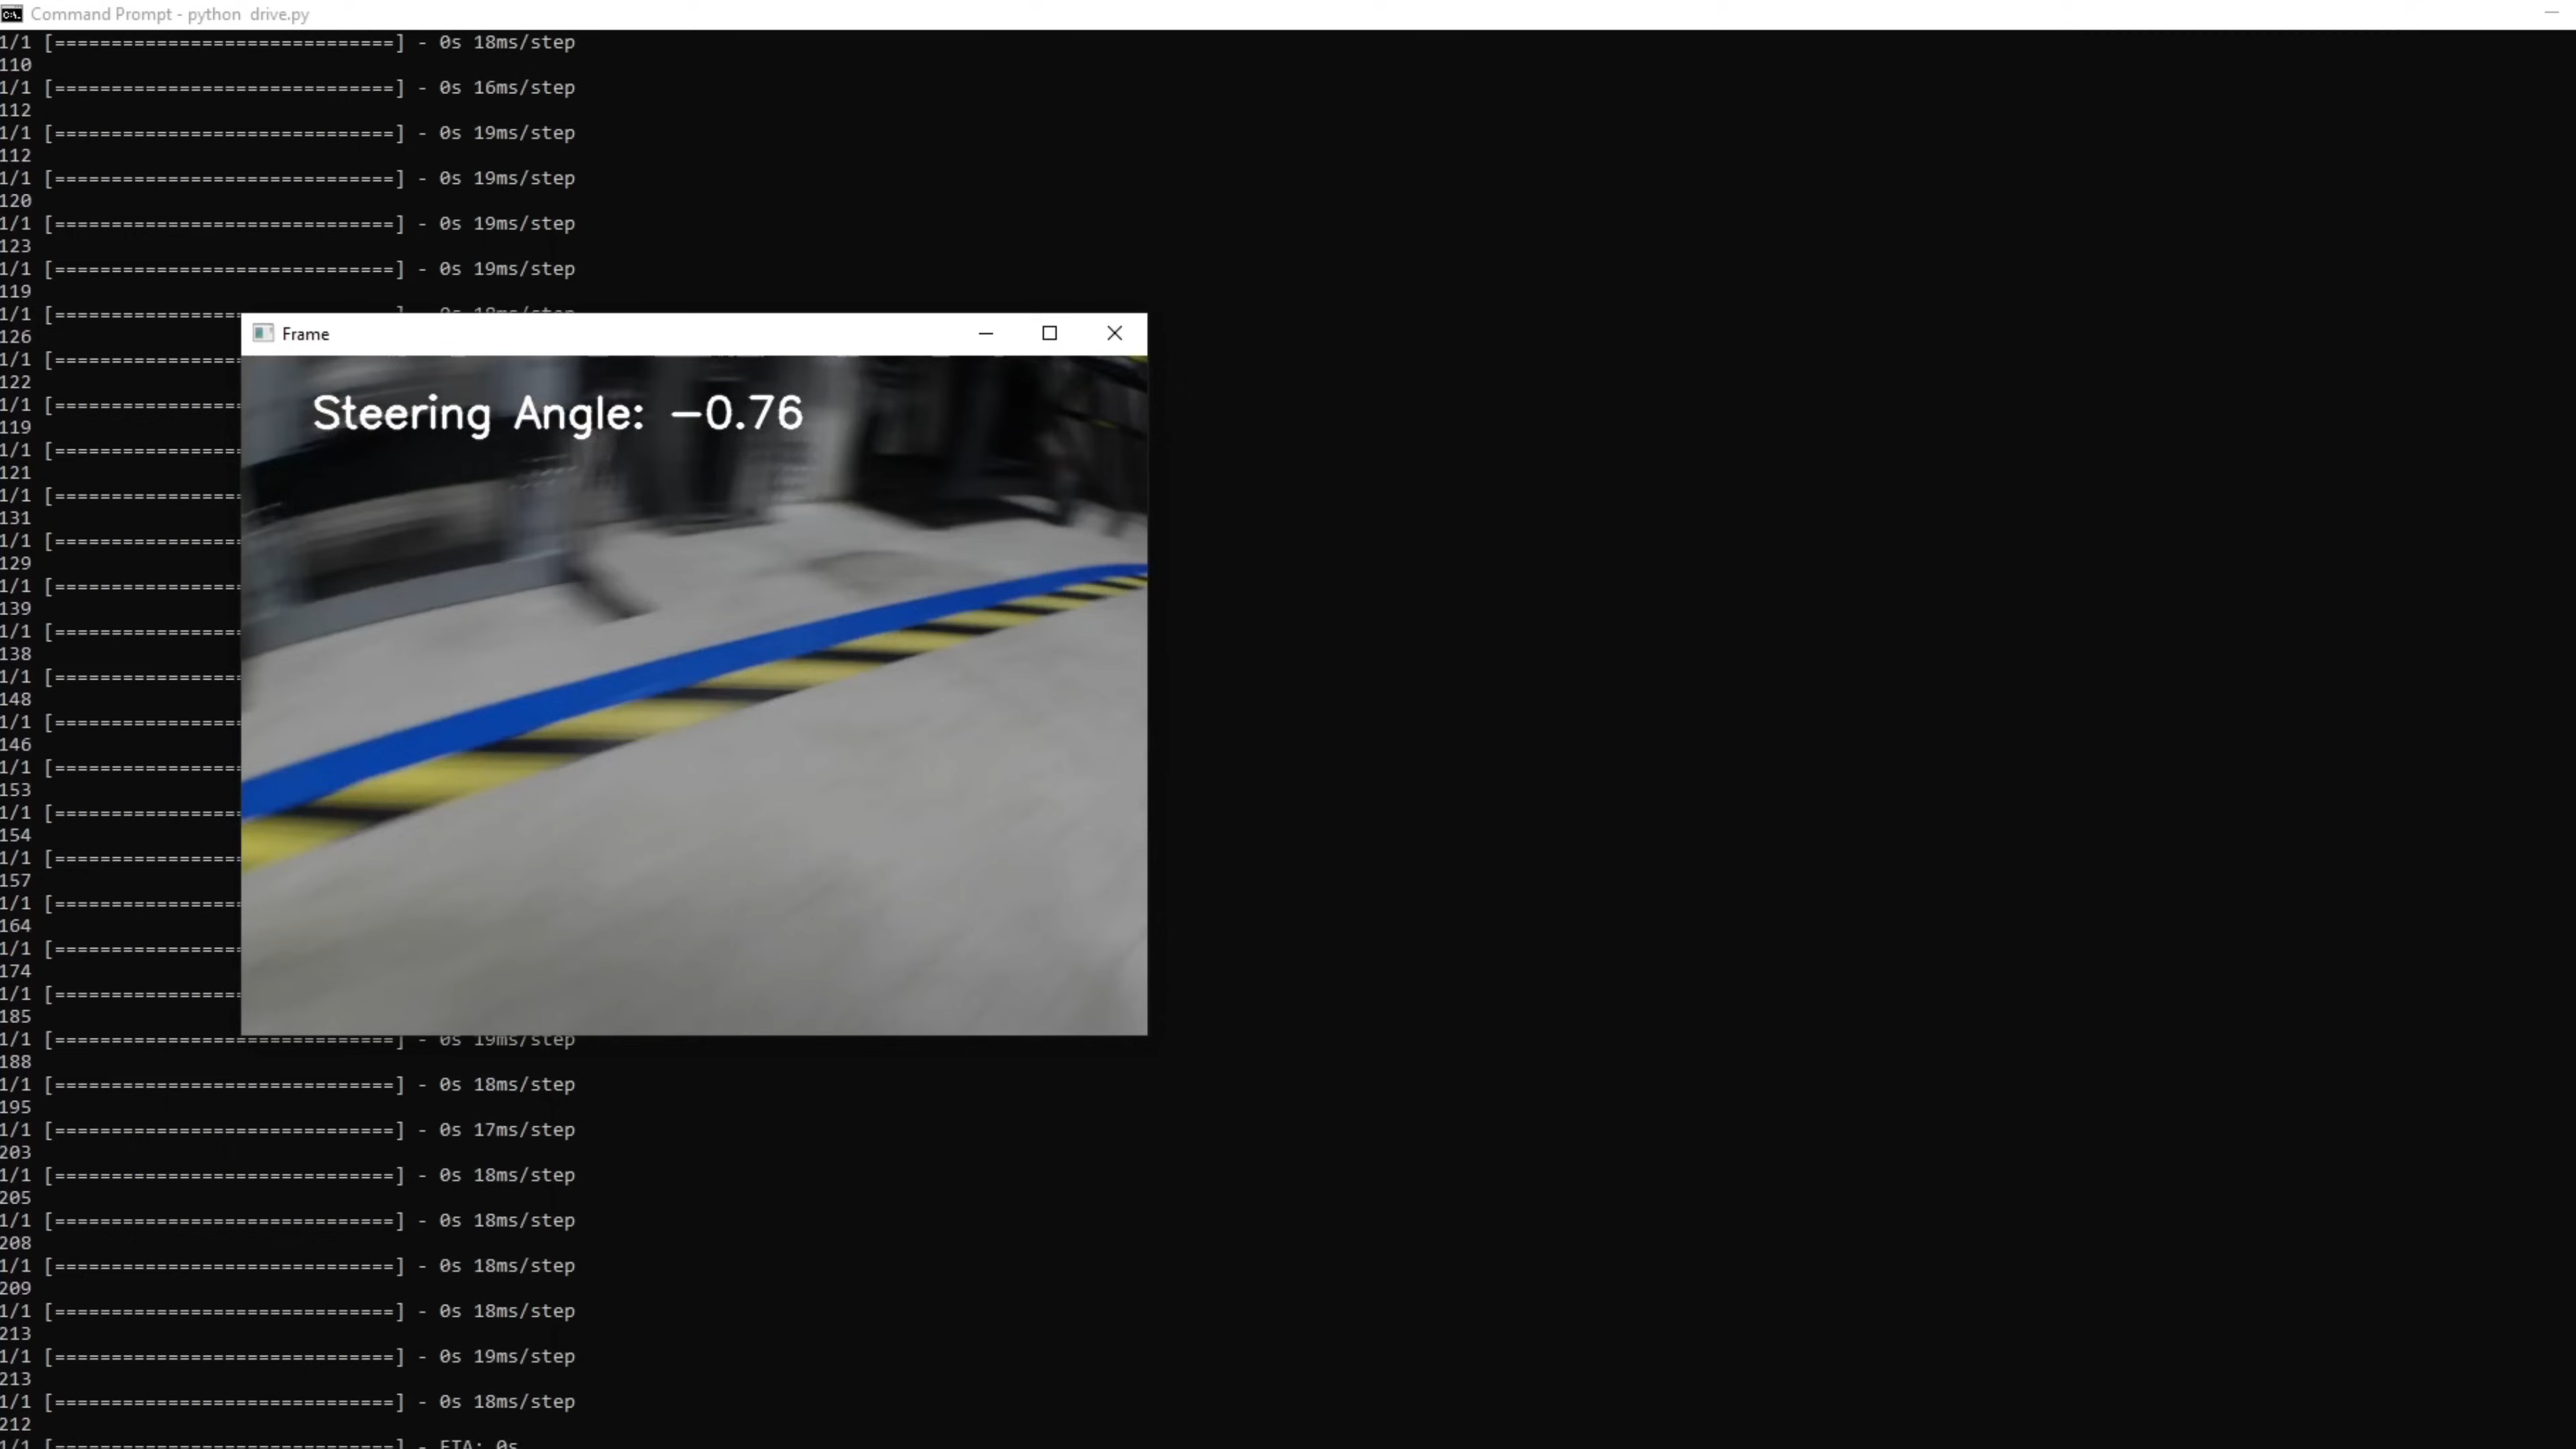 Command Prompt - python  drive.py
1/1 [==============================] - 0s 18ms/step
110
1/1 [==============================] - 0s 16ms/step
112
1/1 [==============================] - 0s 19ms/step
112
1/1 [==============================] - 0s 19ms/step
120
1/1 [==============================] - 0s 19ms/step
123
1/1 [==============================] - 0s 19ms/step
119
1/1 [================= ] - 0s 18ms/step
Frame
126
1/1 [=================
122
Steering Angle: -0.76
1/1 [=================
119
1/1 [=================
121
1/1 [=================
131
1/1 [=================
129
1/1 [=================
139
1/1 [=================
138
1/1 [=================
148
1/1 [=================
146
1/1 [=================
153
1/1 [=================
154
1/1 [=================
157
1/1 [=================
164
1/1 [=================
174
1/1 [=================
185
1/1 [==============================] - 0s 19ms/step
188
1/1 [==============================] - 0s 18ms/step
195
1/1 [==============================] - 0s 17ms/step
203
1/1 [==============================] - 0s 18ms/step
205
1/1 [==============================] - 0s 18ms/step
208
1/1 [==============================] - 0s 18ms/step
209
1/1 [==============================] - 0s 18ms/step
213
1/1 [==============================] - 0s 19ms/step
213
1/1 [==============================] - 0s 18ms/step
212
1/1 [==============================] - ETA: 0s